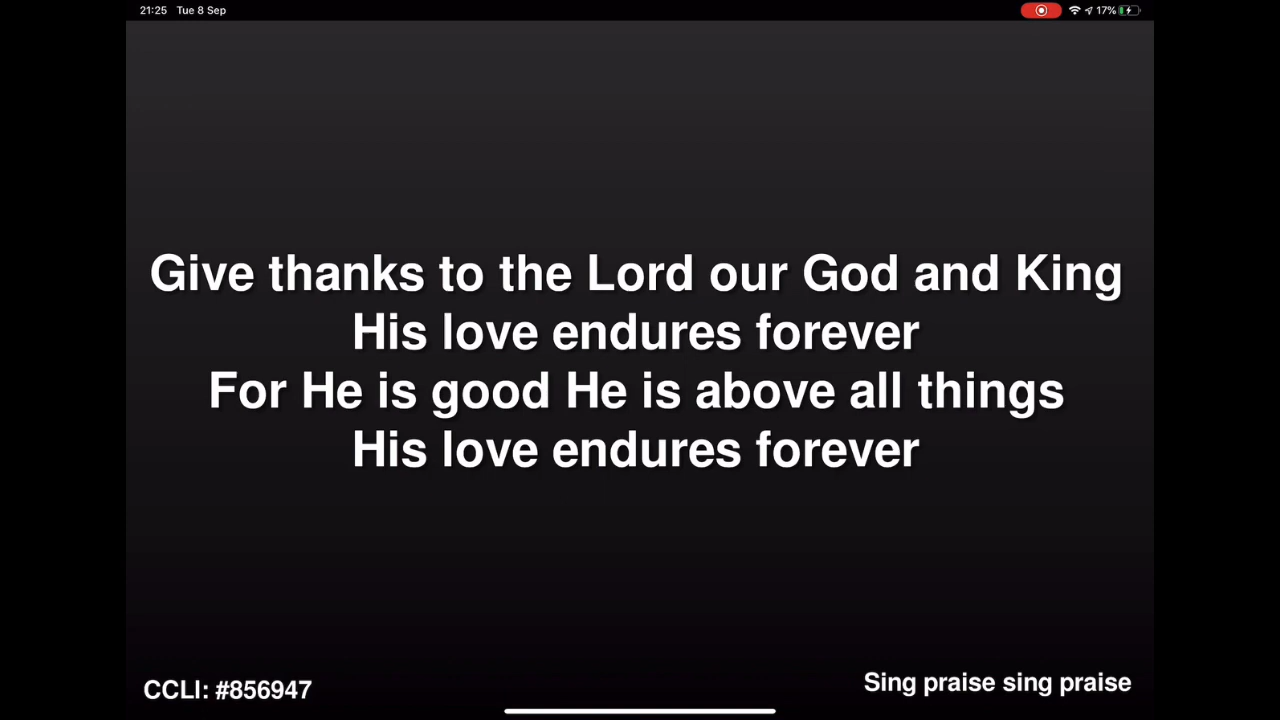 21:25 Tue 8 Sep 17%
Give thanks to the Lord our God and King
His love endures forever
For He is good He is above all things
His love endures forever
CCLI: #856947
Sing praise sing praise